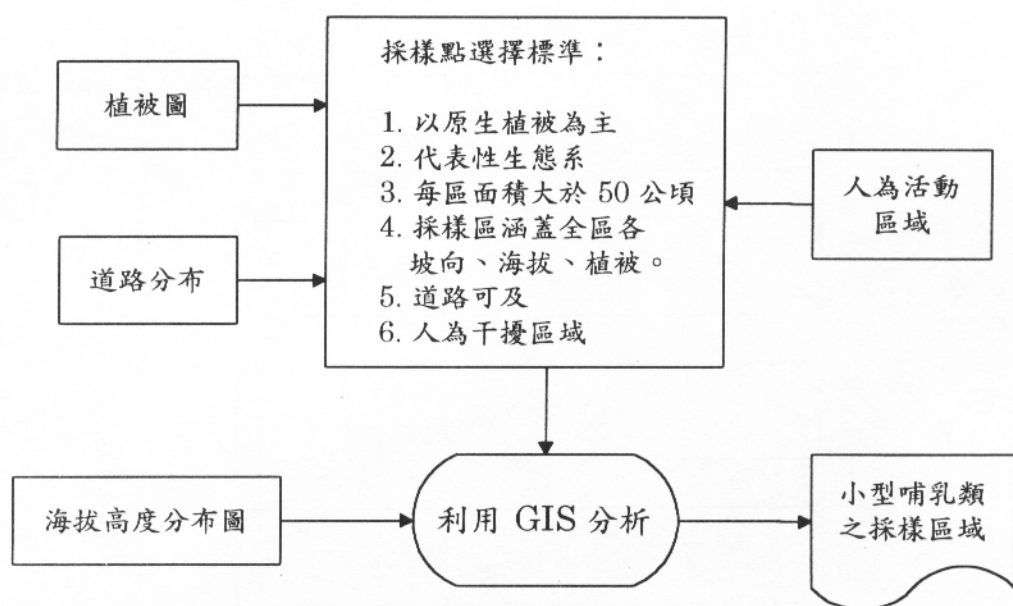 採樣點選擇標準：
植被圖
1. 以原生植被為主
2. 代表性生態系
3. 每區面積大於 50 公頃
4. 採樣區涵蓋全區各
坡向、海拔、植被。
5. 道路可及
6. 人為干擾區域
道路分布
人為活動
區域
海拔高度分布圖
利用 GIS 分析
小型哺乳類
之採樣區域